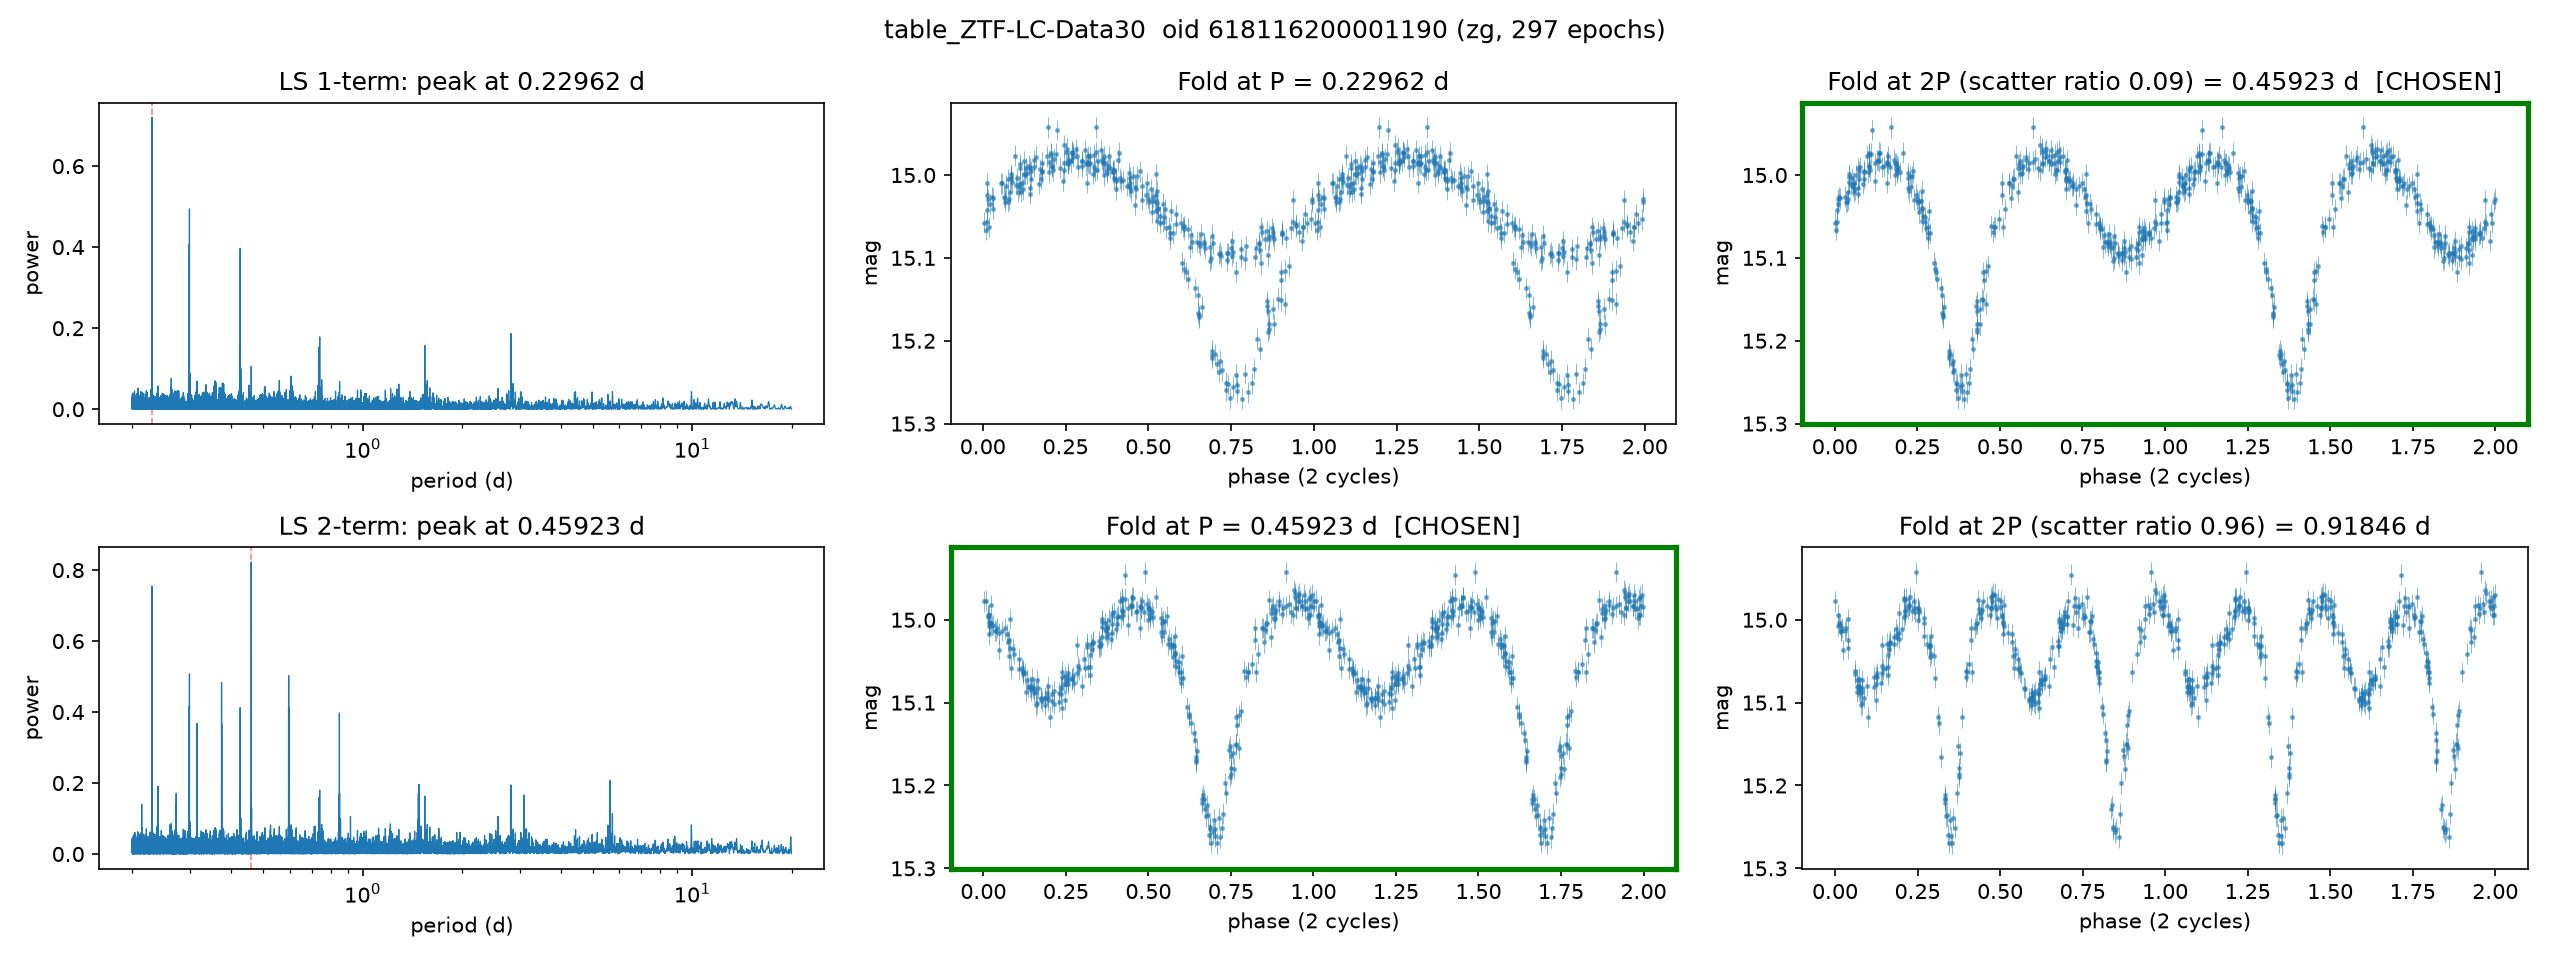 table_ZTF-LC-Data30  oid 618116200001190 (zg, 297 epochs)
LS 1-term: peak at 0.22962 d
power
0.6
0.4
0.2
0.0
10⁰
10¹
period (d)
Fold at P = 0.22962 d
mag
15.0
15.1
15.2
15.3
0.00 0.25 0.50 0.75 1.00 1.25 1.50 1.75 2.00
phase (2 cycles)
Fold at 2P (scatter ratio 0.09) = 0.45923 d  [CHOSEN]
mag
15.0
15.1
15.2
15.3
0.00 0.25 0.50 0.75 1.00 1.25 1.50 1.75 2.00
phase (2 cycles)
LS 2-term: peak at 0.45923 d
power
0.8
0.6
0.4
0.2
0.0
10⁰
10¹
period (d)
Fold at P = 0.45923 d  [CHOSEN]
mag
15.0
15.1
15.2
15.3
0.00 0.25 0.50 0.75 1.00 1.25 1.50 1.75 2.00
phase (2 cycles)
Fold at 2P (scatter ratio 0.96) = 0.91846 d
mag
15.0
15.1
15.2
15.3
0.00 0.25 0.50 0.75 1.00 1.25 1.50 1.75 2.00
phase (2 cycles)